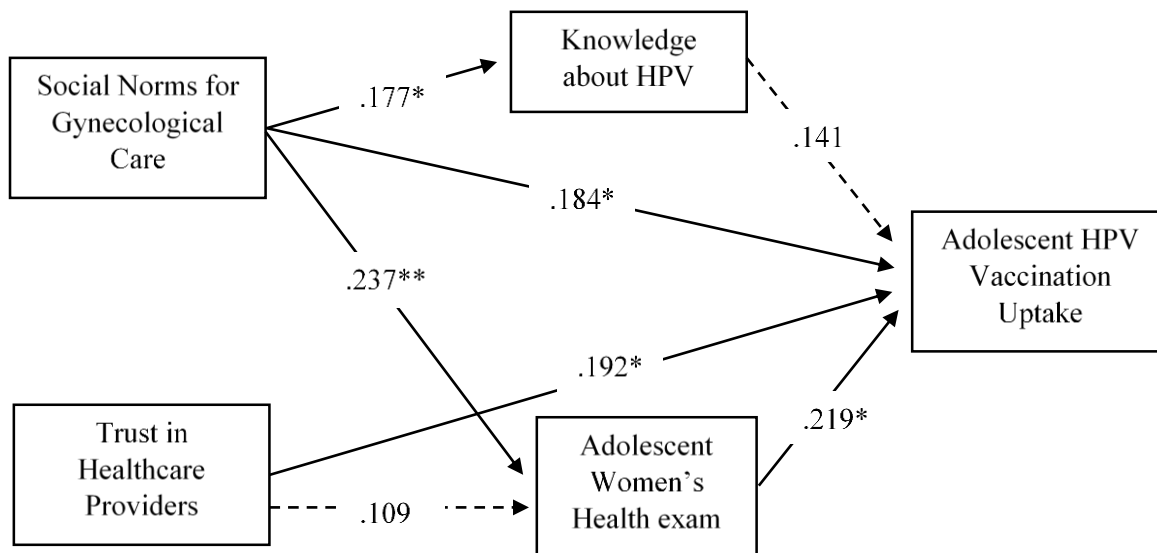 Social Norms for
Gynecological
Care
Knowledge
about HPV
.177*
.141
.184*
Adolescent HPV
Vaccination
Uptake
.237**
.192*
Trust in
Healthcare
Providers
.109
Adolescent
Women’s
Health exam
.219*